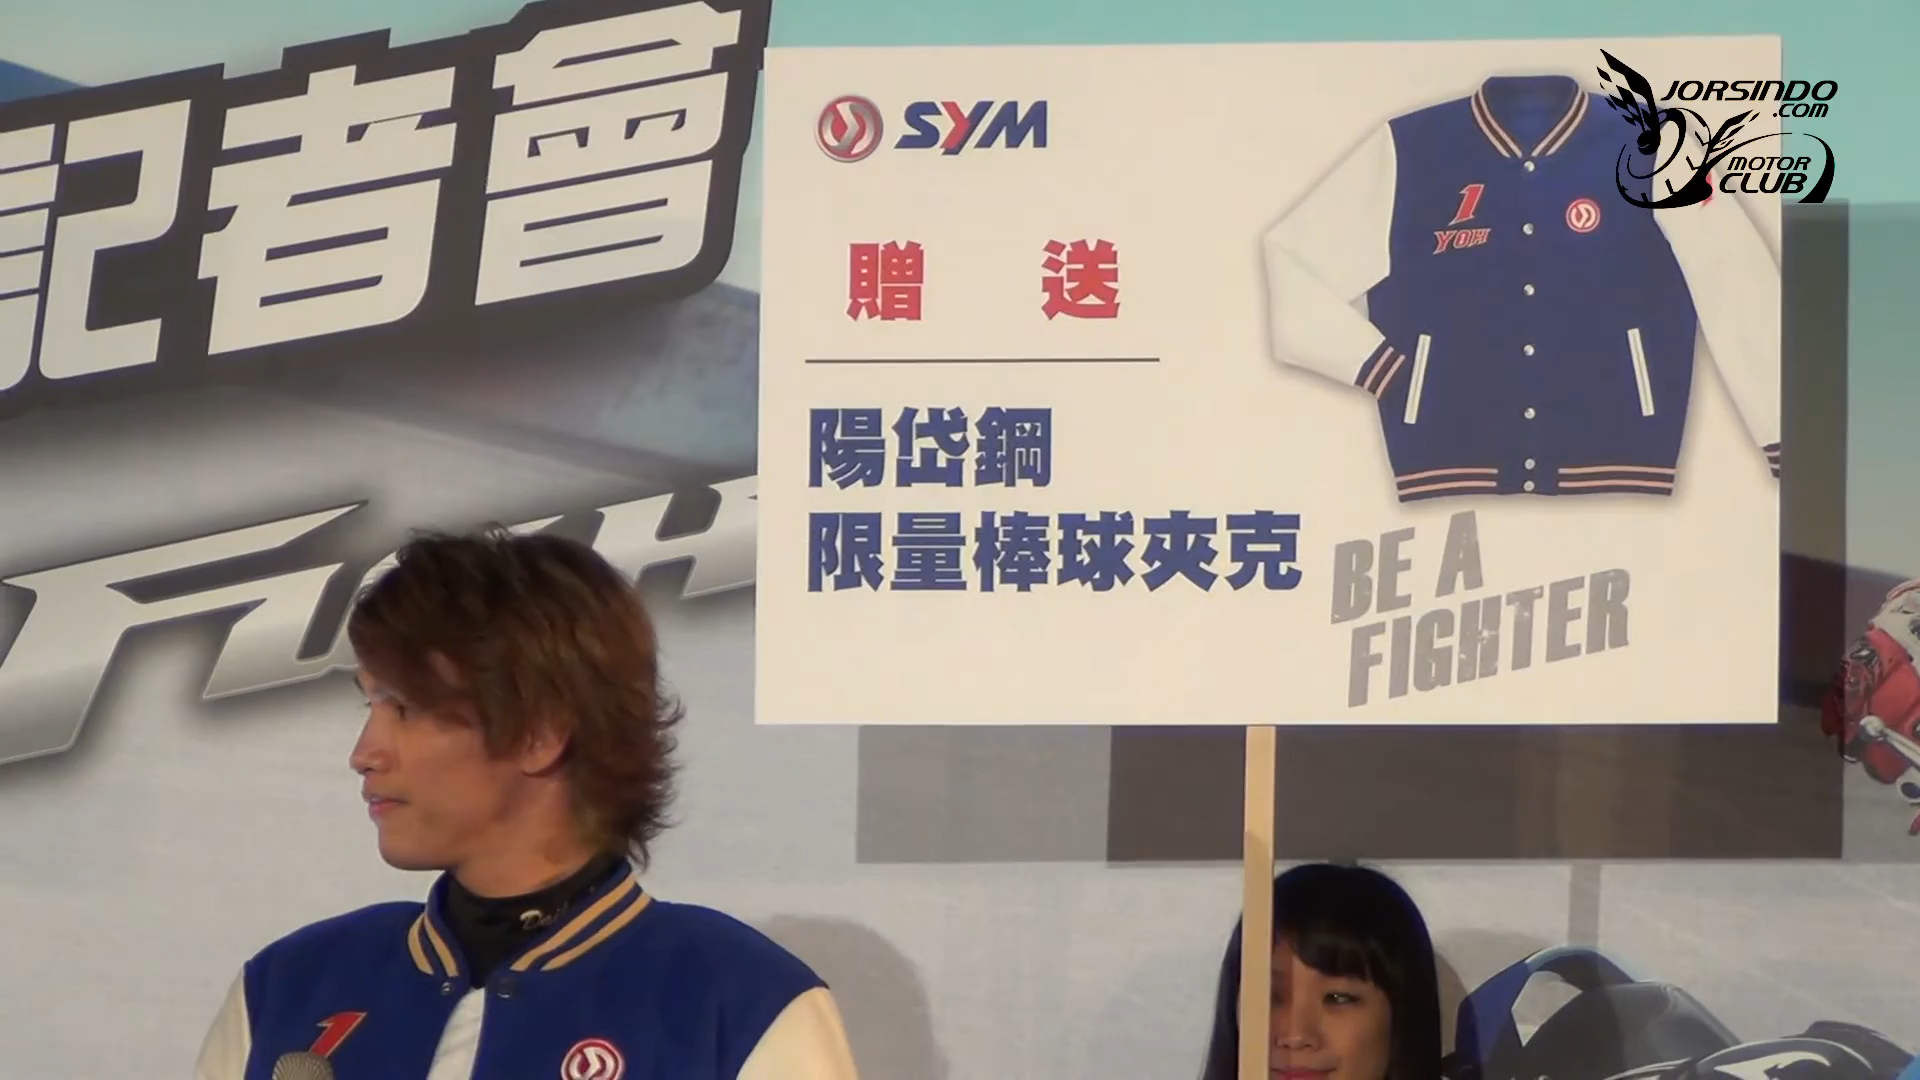 記者會
SYM
贈 送
陽岱鋼
限量棒球夾克
1
YOH
BE A
FIGHTER
JORSINDO
.COM
MOTOR
CLUB
1